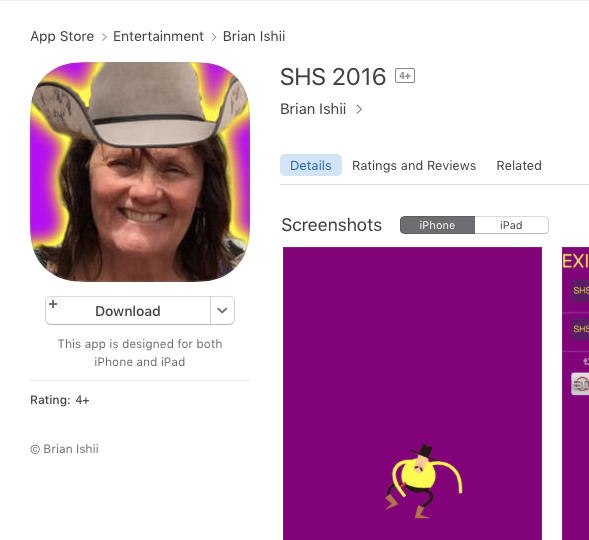 App Store > Entertainment > Brian Ishii
SHS 2016 4+
Brian Ishii >
Details Ratings and Reviews Related
Screenshots iPhone iPad
EXI
SHS
SHS
+ Download
This app is designed for both
iPhone and iPad
Rating: 4+
© Brian Ishii